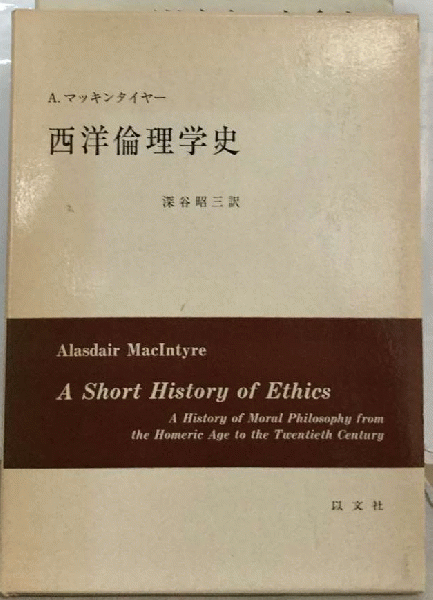 A.マッキンタイヤー
西洋倫理学史
深谷昭三訳
Alasdair MacIntyre
A Short History of Ethics
A History of Moral Philosophy from
the Homeric Age to the Twentieth Century
以文社